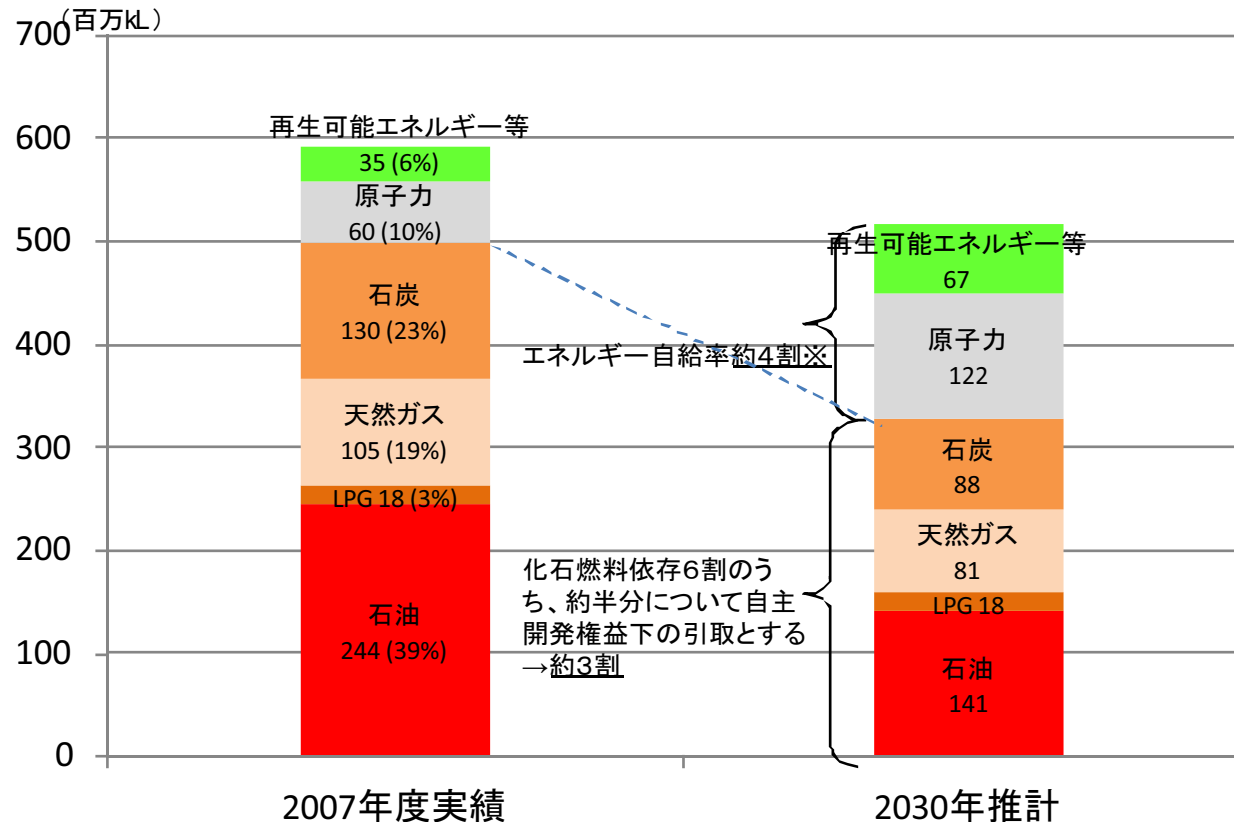 （百万kL）
700
600
500
400
300
200
100
0
再生可能エネルギー等
35 (6%)
原子力
60 (10%)
石炭
130 (23%)
天然ガス
105 (19%)
LPG 18 (3%)
石油
244 (39%)
2007年度実績
エネルギー自給率約４割※
化石燃料依存６割のう
ち、約半分について自主
開発権益下の引取とする
→約３割
再生可能エネルギー等
67
原子力
122
石炭
88
天然ガス
81
LPG 18
石油
141
2030年推計